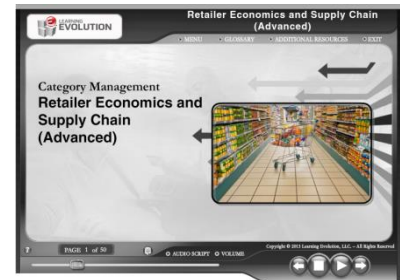 LEARNING
EVOLUTION
Retailer Economics and Supply Chain
(Advanced)
MENU
GLOSSARY
ADDITIONAL RESOURCES
EXIT
Category Management
Retailer Economics and
Supply Chain
(Advanced)
?
PAGE 1 of 50
AUDIO SCRIPT
VOLUME
Copyright © 2013 Learning Evolution, LLC. - All Rights Reserved